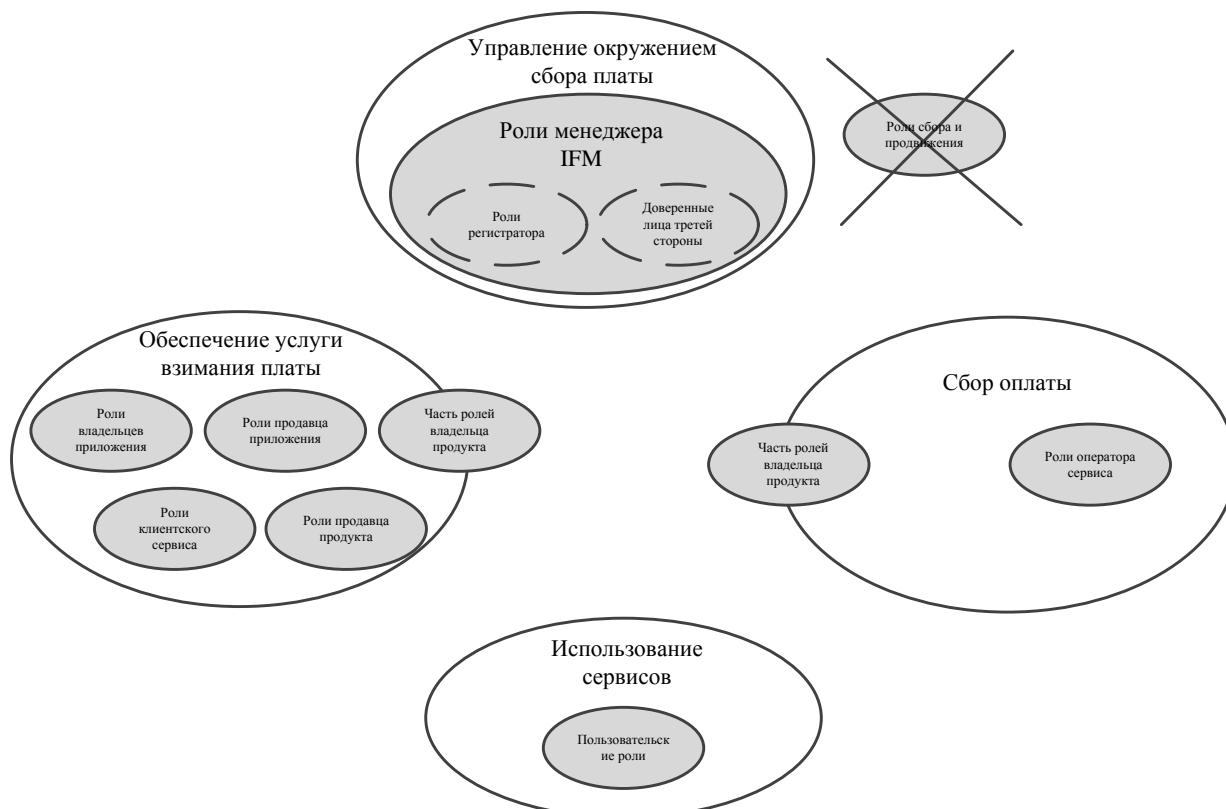 Управление окружением
сбора платы
Роли менеджера
IFM
Роли
регистратора
Доверенные
лица третей
стороны
Роли сбора и
продвижения
Обеспечение услуги
взимания платы
Роли
владельцев
приложения
Роли продавца
приложения
Часть ролей
владельца
продукта
Роли
клиентского
сервиса
Роли продавца
продукта
Сбор оплаты
Часть ролей
владельца
продукта
Роли оператора
сервиса
Использование
сервисов
Пользовательск
ие роли